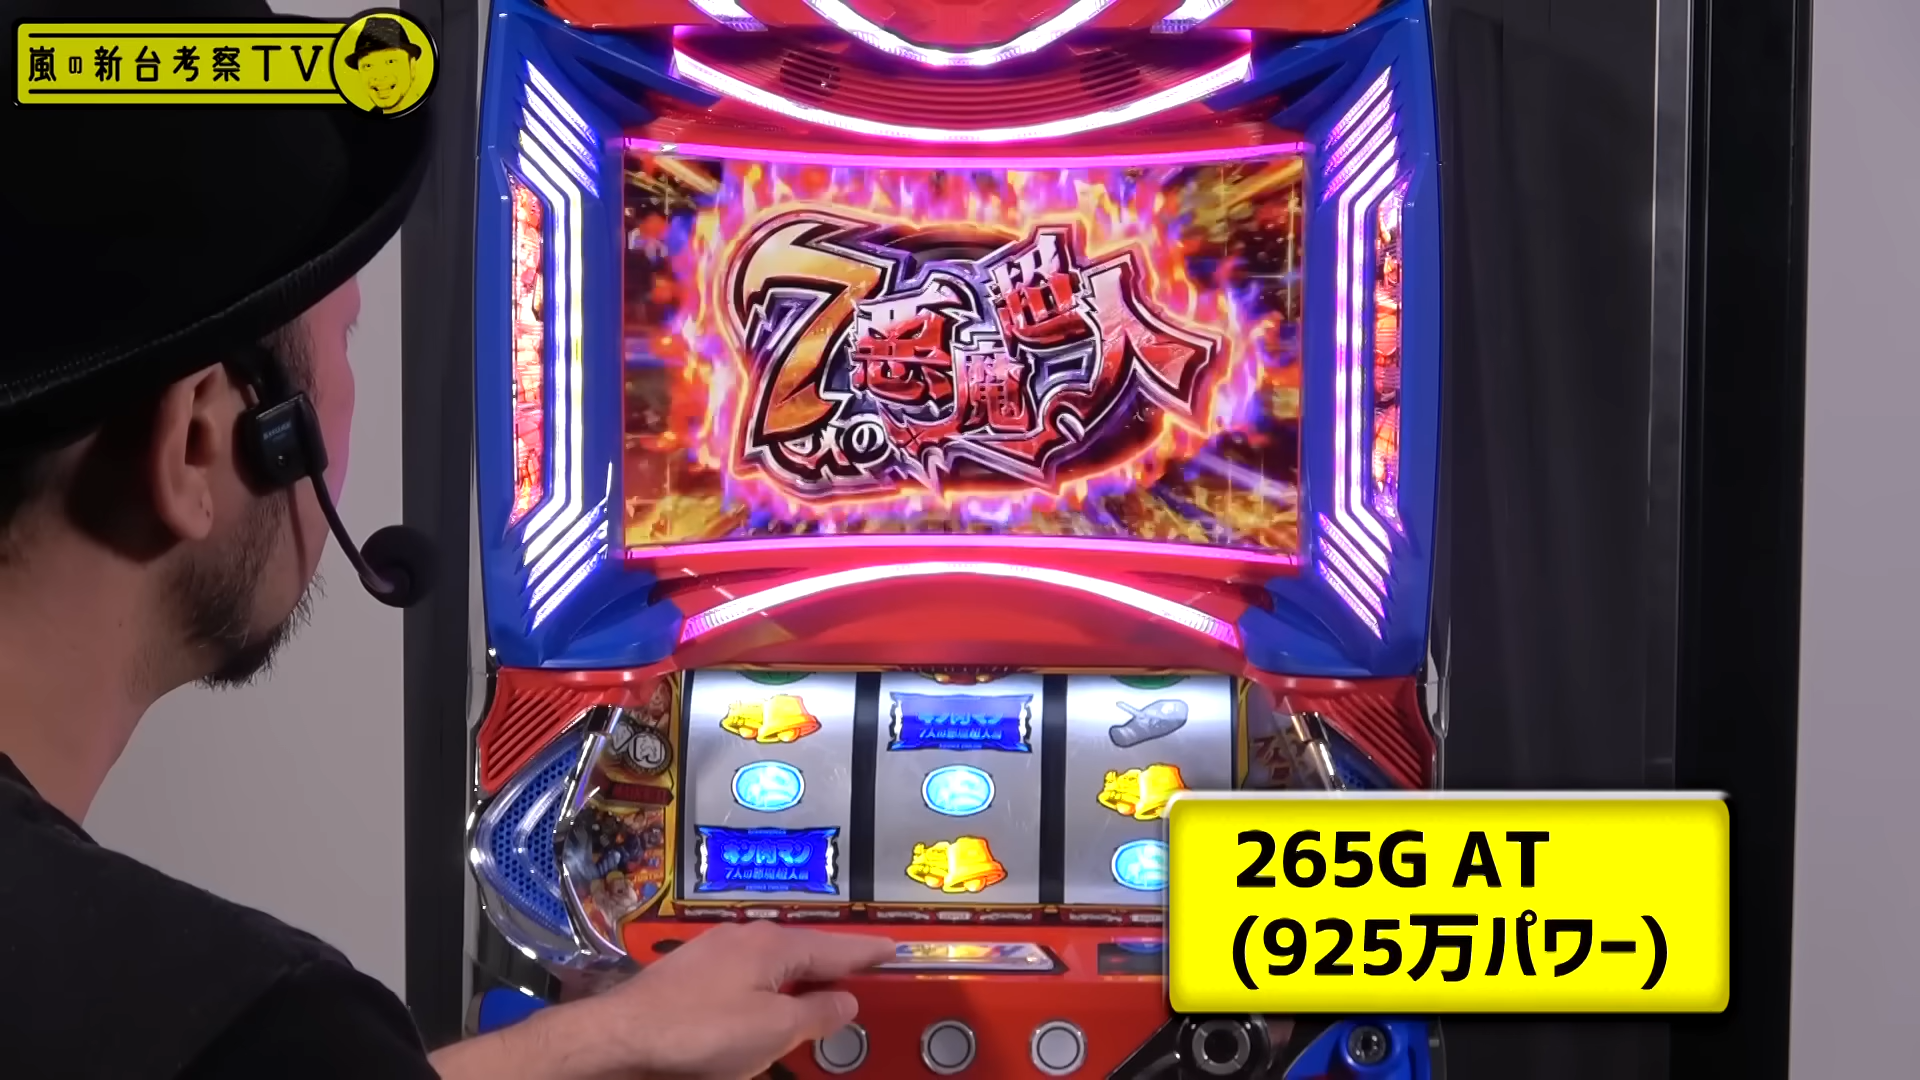 嵐の新台考察TV
7人の悪魔超人
キン肉マン
7人の悪魔超人編
キン肉マン
7人の悪魔超人編
265G AT
(925万パワー)